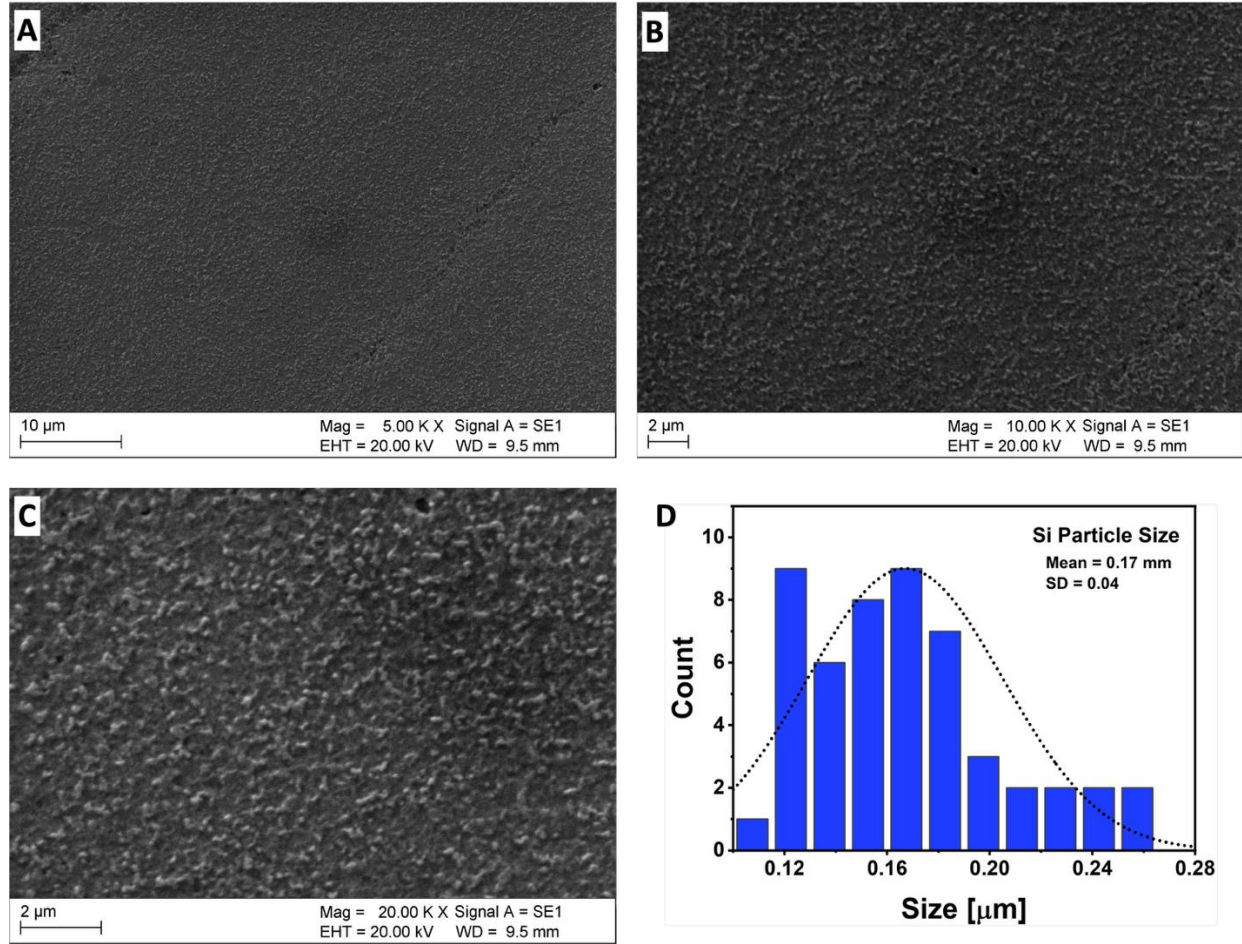 A
10 µm
Mag = 5.00 K X Signal A = SE1
EHT = 20.00 kV WD = 9.5 mm
B
2 µm
Mag = 10.00 K X Signal A = SE1
EHT = 20.00 kV WD = 9.5 mm
C
2 µm
Mag = 20.00 K X Signal A = SE1
EHT = 20.00 kV WD = 9.5 mm
D
Si Particle Size
Mean = 0.17 mm
SD = 0.04
Count
10
8
6
4
2
0
0.12 0.16 0.20 0.24 0.28
Size [µm]